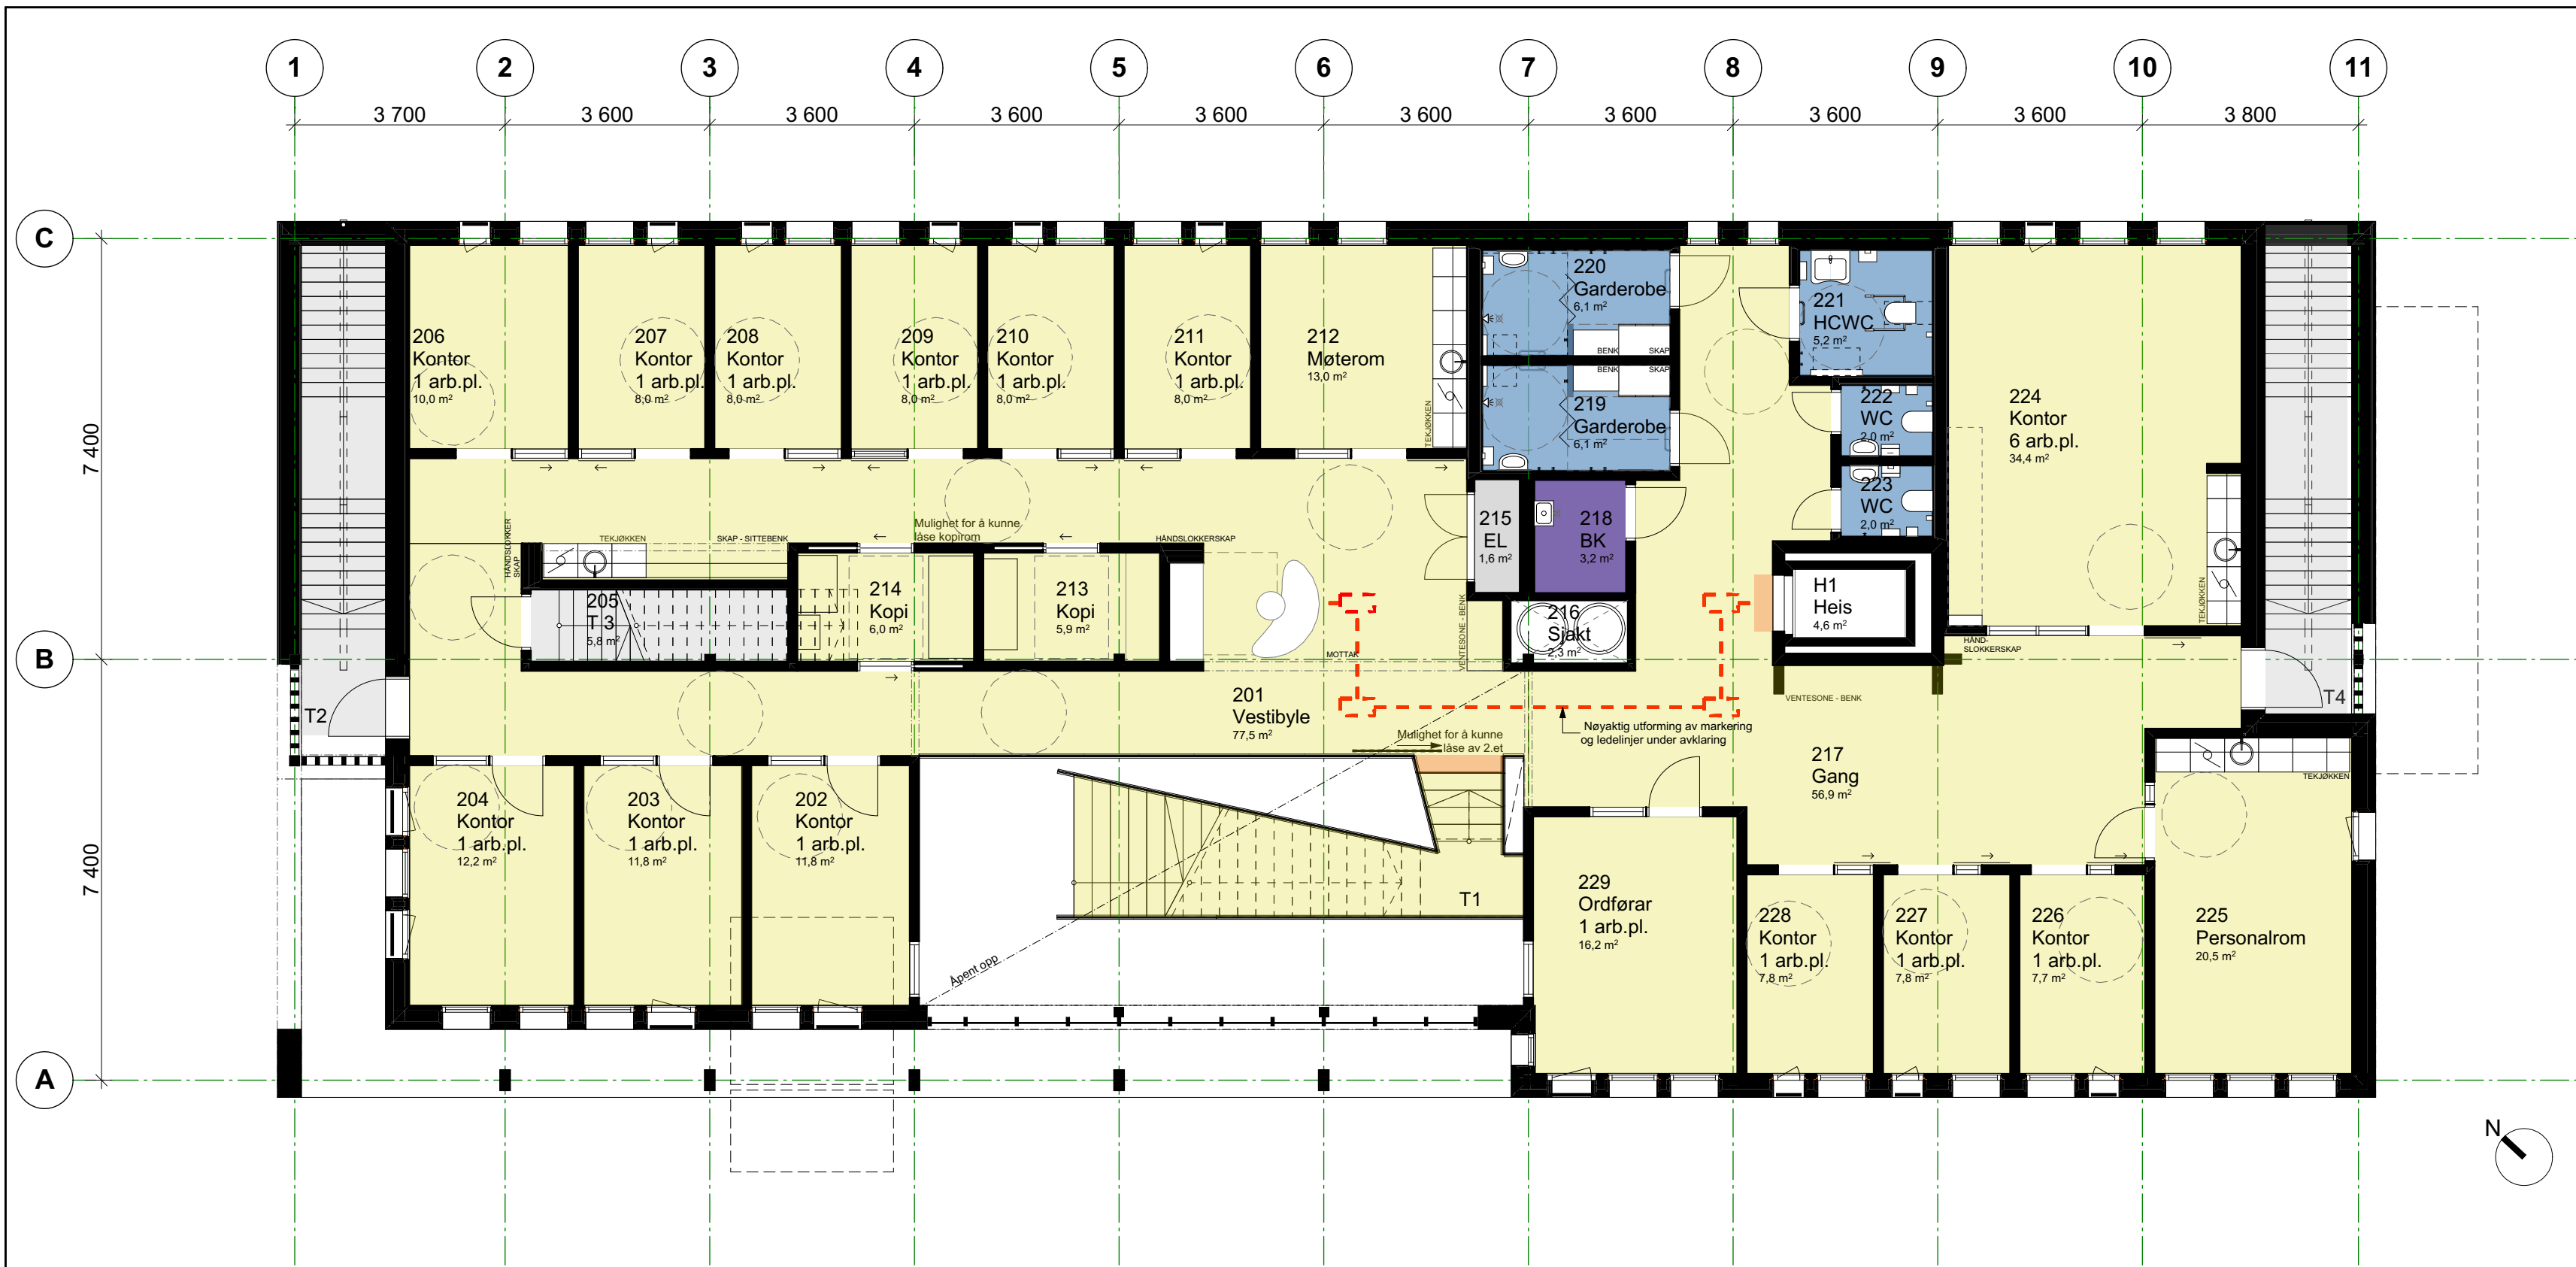 1 2 3 4 5 6 7 8 9 10 11
3 700 3 600 3 600 3 600 3 600 3 600 3 600 3 600 3 600 3 800
C
B
A
7 400
7 400
206
Kontor
1 arb.pl.
10,0 m²
207
Kontor
1 arb.pl.
8,0 m²
208
Kontor
1 arb.pl.
8,0 m²
209
Kontor
1 arb.pl.
8,0 m²
210
Kontor
1 arb.pl.
8,0 m²
211
Kontor
1 arb.pl.
8,0 m²
212
Møterom
13,0 m²
TEKJØKKEN
220
Garderobe
6,1 m²
BENK SKAP
BENK SKAP
219
Garderobe
6,1 m²
221
HCWC
5,2 m²
222
WC
2,0 m²
223
WC
2,0 m²
224
Kontor
6 arb.pl.
34,4 m²
TEKJØKKEN
HÅNDSLOKKER
SKAP
TEKJØKKEN
SKAP - SITTEBENK
Mulighet for å kunne
låse kopirom
HÅNDSLOKKERSKAP
215
EL
1,6 m²
218
BK
3,2 m²
205
T 3
5,8 m²
214
Kopi
6,0 m²
213
Kopi
5,9 m²
VENTESONE - BENK
216
Sjakt
2,3 m²
H1
Heis
4,6 m²
HÅND-
SLOKKERSKAP
MOTTAK
T2
201
Vestibyle
77,5 m²
Mulighet for å kunne
låse av 2.et
Nøyaktig utforming av markering
og ledelinjer under avklaring
VENTESONE - BENK
T4
217
Gang
56,9 m²
TEKJØKKEN
204
Kontor
1 arb.pl.
12,2 m²
203
Kontor
1 arb.pl.
11,8 m²
202
Kontor
1 arb.pl.
11,8 m²
T1
Åpent opp
229
Ordførar
1 arb.pl.
16,2 m²
228
Kontor
1 arb.pl.
7,8 m²
227
Kontor
1 arb.pl.
7,8 m²
226
Kontor
1 arb.pl.
7,7 m²
225
Personalrom
20,5 m²
N